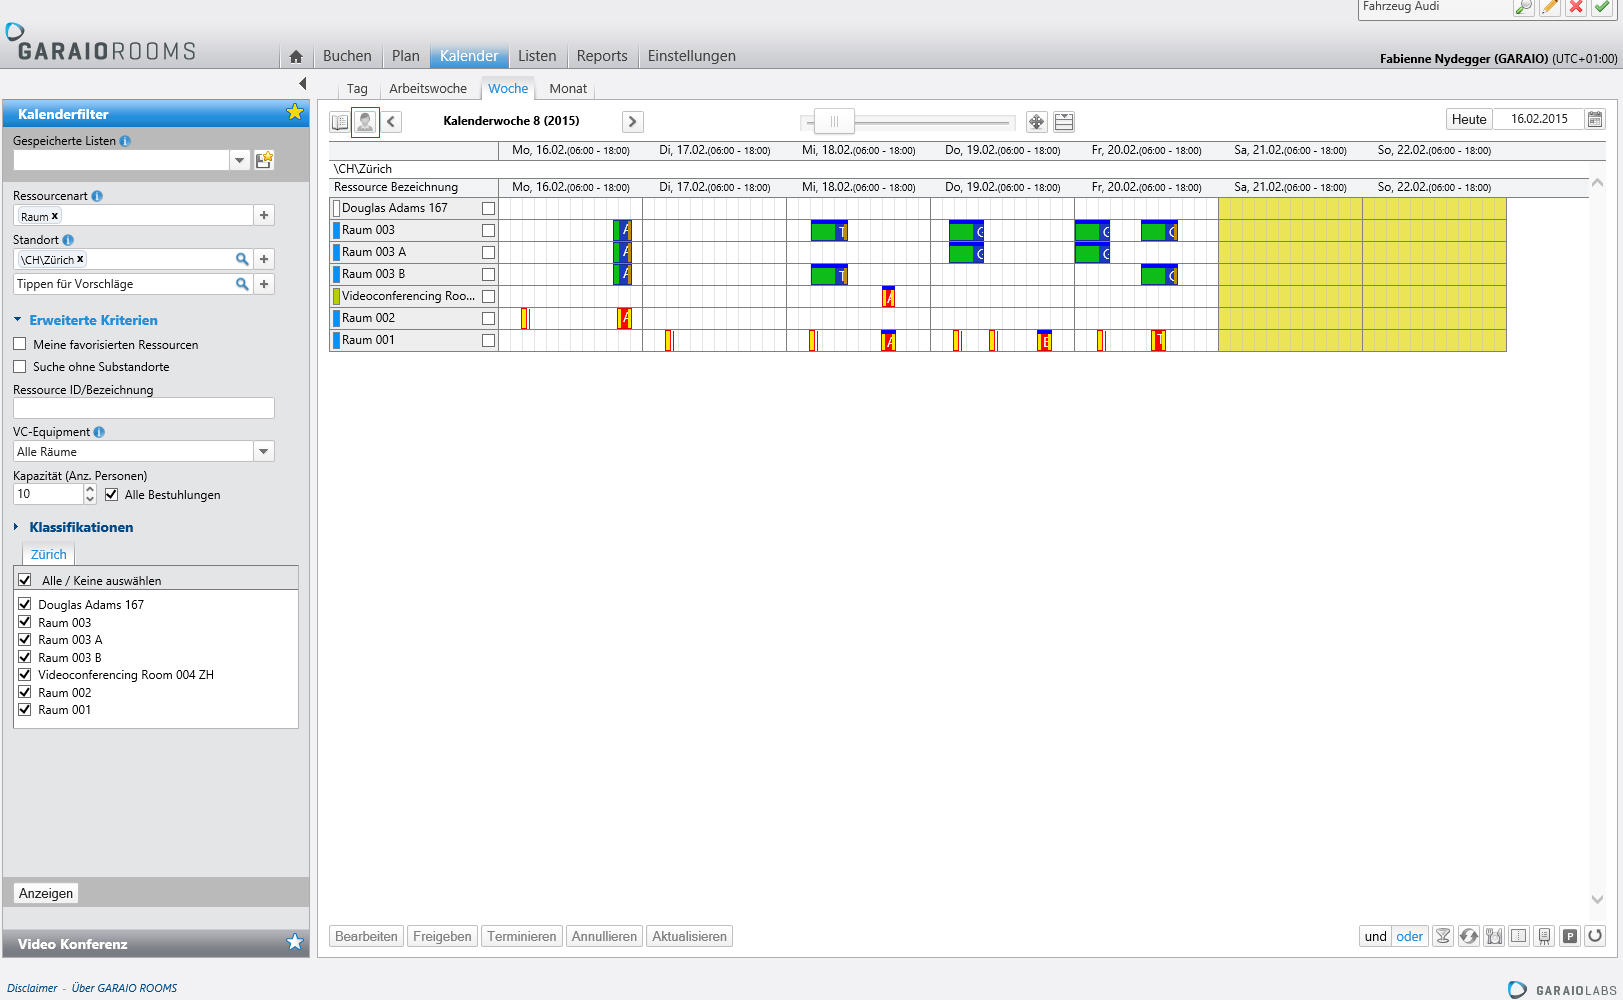 Fahrzeug Audi
GARAIOROOMS
Buchen Plan Kalender Listen Reports Einstellungen
Fabienne Nydegger (GARAIO) (UTC+01:00)
Tag Arbeitswoche Woche Monat
Kalenderfilter
Gespeicherte Listen
Ressourcenart
Raum x
Standort
\CH\Zürich x
Tippen für Vorschläge
Erweiterte Kriterien
Meine favorisierten Ressourcen
Suche ohne Substandorte
Ressource ID/Bezeichnung
VC-Equipment
Alle Räume
Kapazität (Anz. Personen)
10 Alle Bestuhlungen
Klassifikationen
Zürich
Alle / Keine auswählen
Douglas Adams 167
Raum 003
Raum 003 A
Raum 003 B
Videoconferencing Room 004 ZH
Raum 002
Raum 001
Anzeigen
Video Konferenz
Kalenderwoche 8 (2015)
Heute 16.02.2015
Mo, 16.02.(06:00 - 18:00) Di, 17.02.(06:00 - 18:00) Mi, 18.02.(06:00 - 18:00) Do, 19.02.(06:00 - 18:00) Fr, 20.02.(06:00 - 18:00) Sa, 21.02.(06:00 - 18:00) So, 22.02.(06:00 - 18:00)
\CH\Zürich
Ressource Bezeichnung Mo, 16.02.(06:00 - 18:00) Di, 17.02.(06:00 - 18:00) Mi, 18.02.(06:00 - 18:00) Do, 19.02.(06:00 - 18:00) Fr, 20.02.(06:00 - 18:00) Sa, 21.02.(06:00 - 18:00) So, 22.02.(06:00 - 18:00)
Douglas Adams 167
Raum 003
Raum 003 A
Raum 003 B
Videoconferencing Roo...
Raum 002
Raum 001
Bearbeiten Freigeben Terminieren Annullieren Aktualisieren
und oder P
Disclaimer - Über GARAIO ROOMS
GARAIOLABS